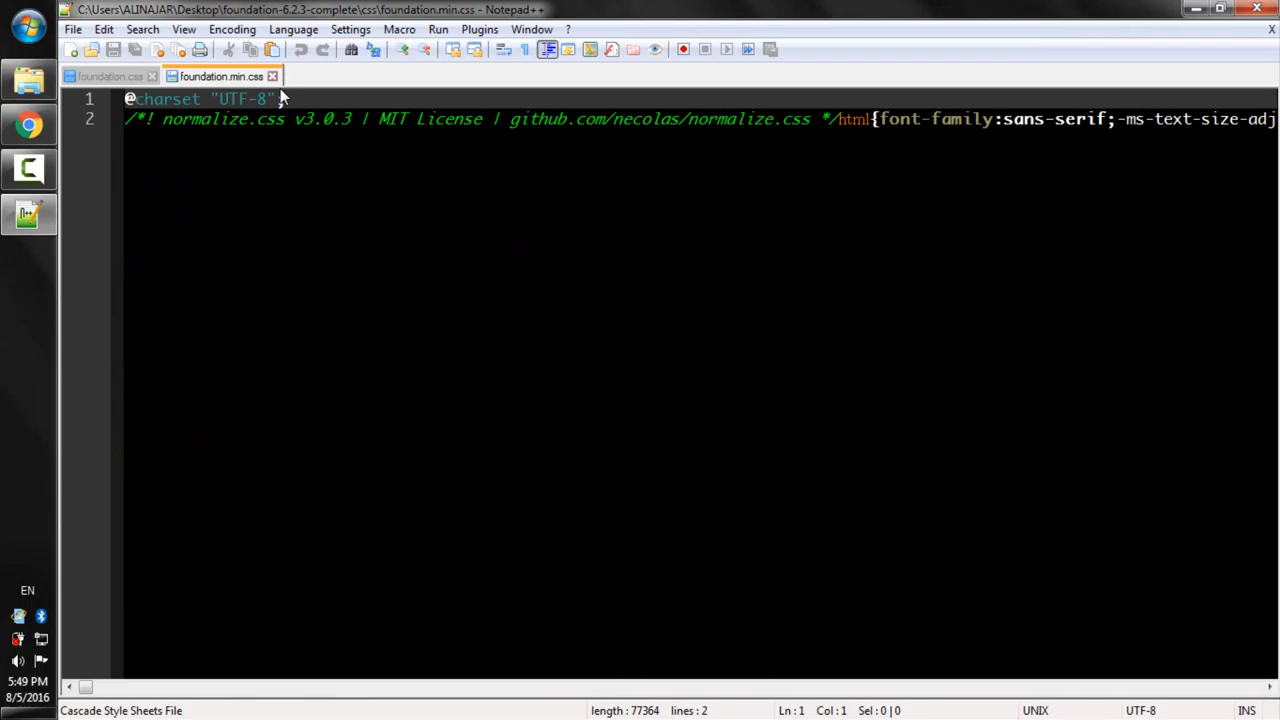 C:\Users\ALINAJAR\Desktop\foundation-6.2.3-complete\css\foundation.min.css - Notepad++
File Edit Search View Encoding Language Settings Macro Run Plugins Window ? X
foundation.css foundation.min.css
1 @charset "UTF-8";
2 /*! normalize.css v3.0.3 | MIT License | github.com/necolas/normalize.css */html{font-family:sans-serif;-ms-text-size-adj
EN
5:49 PM
8/5/2016
Cascade Style Sheets File length : 77364 lines : 2 Ln : 1 Col : 1 Sel : 0 | 0 UNIX UTF-8 INS